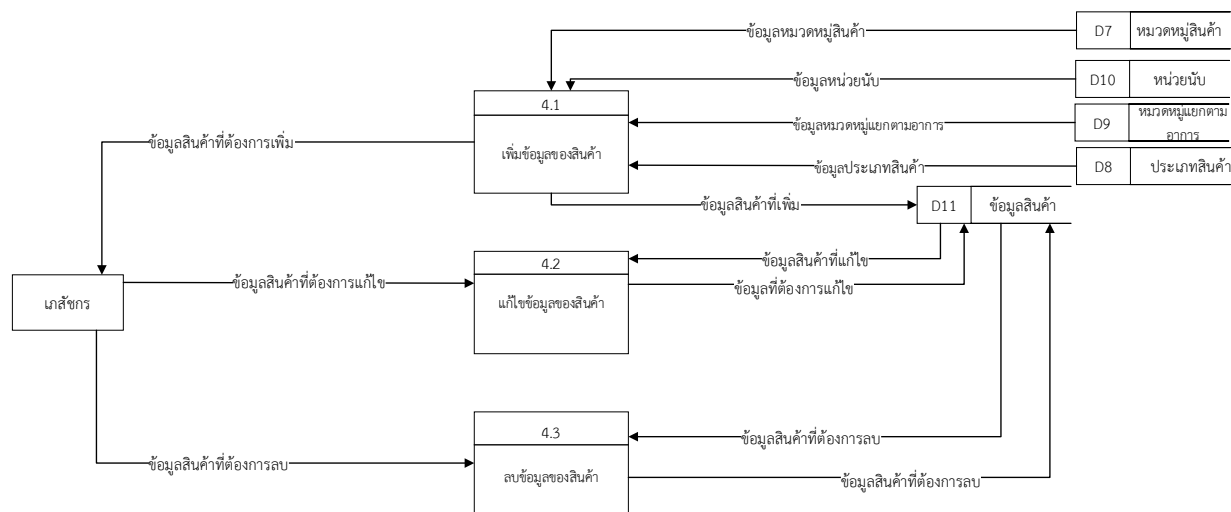 ข้อมูลหมวดหมู่สินค้า
D7
หมวดหมู่สินค้า
ข้อมูลหน่วยนับ
D10
หน่วยนับ
4.1
เพิ่มข้อมูลของสินค้า
ข้อมูลหมวดหมู่แยกตามอาการ
D9
หมวดหมู่แยกตาม
อาการ
ข้อมูลสินค้าที่ต้องการเพิ่ม
ข้อมูลประเภทสินค้า
D8
ประเภทสินค้า
ข้อมูลสินค้าที่เพิ่ม
D11
ข้อมูลสินค้า
4.2
แก้ไขข้อมูลของสินค้า
ข้อมูลสินค้าที่แก้ไข
ข้อมูลสินค้าที่ต้องการแก้ไข
ข้อมูลที่ต้องการแก้ไข
เภสัชกร
4.3
ลบข้อมูลของสินค้า
ข้อมูลสินค้าที่ต้องการลบ
ข้อมูลสินค้าที่ต้องการลบ
ข้อมูลสินค้าที่ต้องการลบ